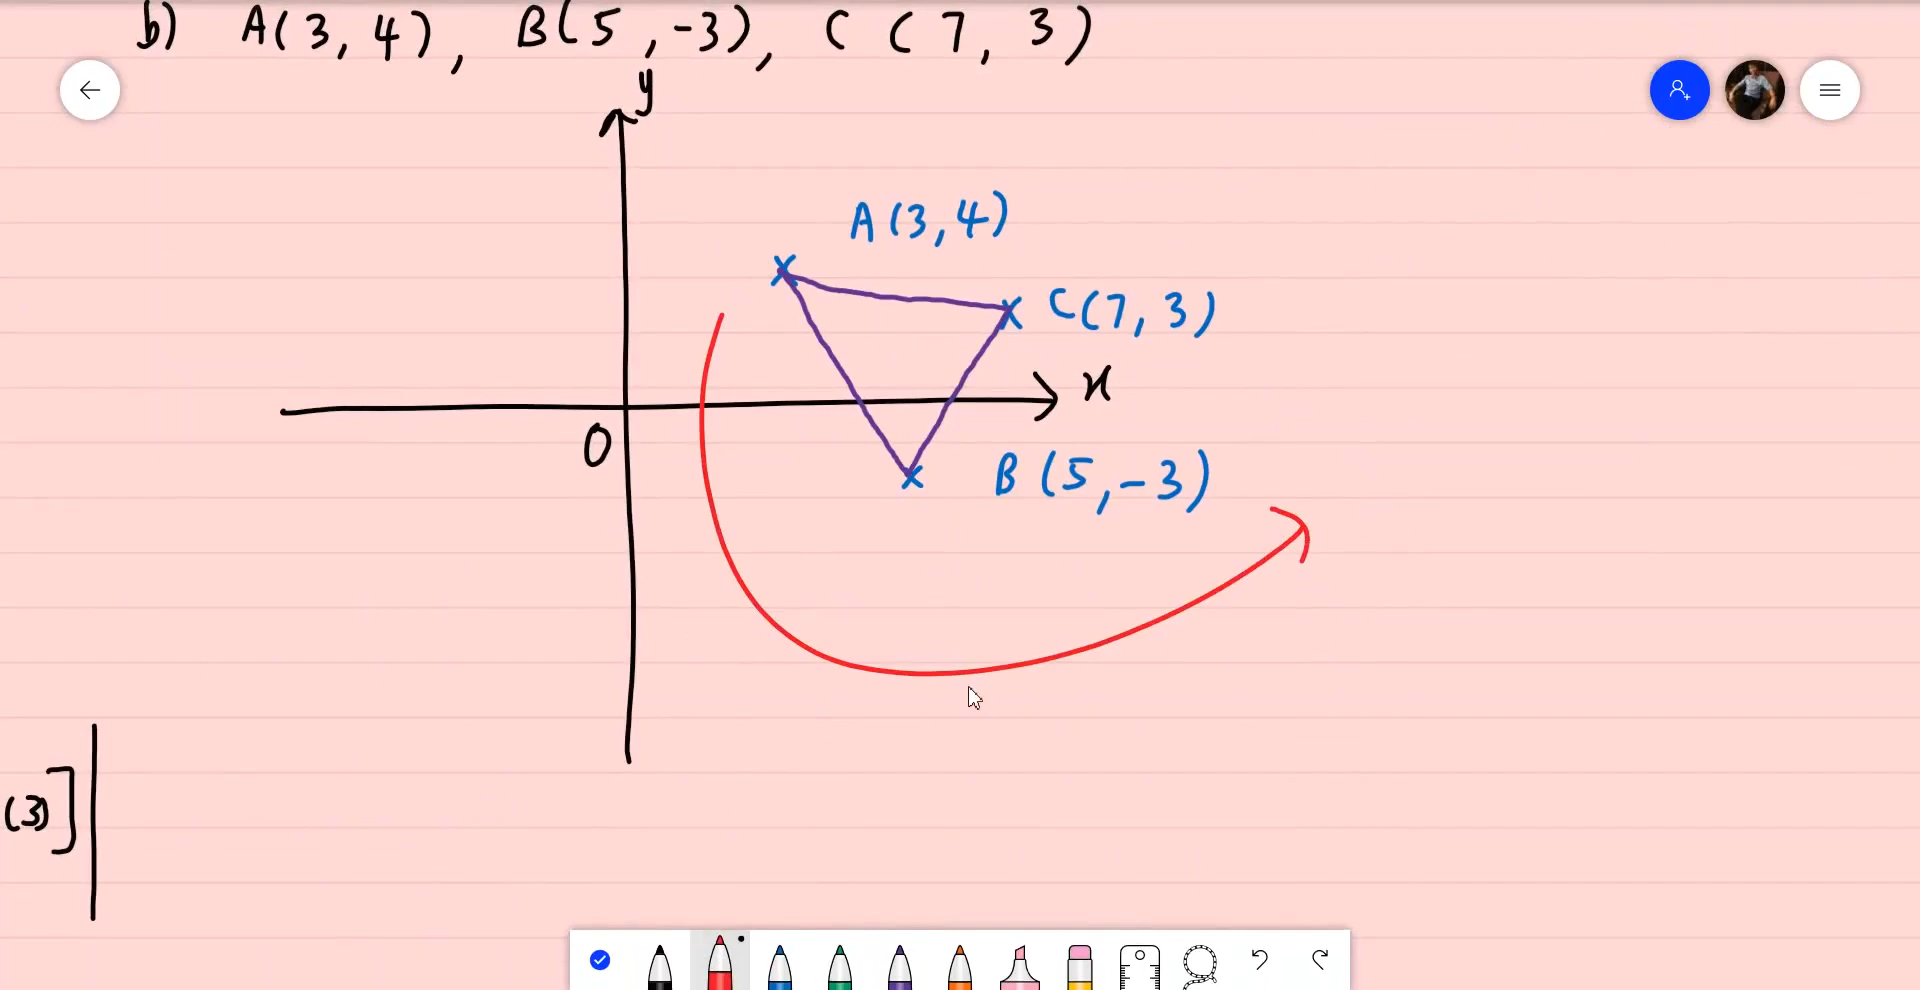 b) A(3, 4), B(5, -3), C(7, 3)
y
A(3, 4)
C(7, 3)
x
0
B(5, -3)
(3)]|